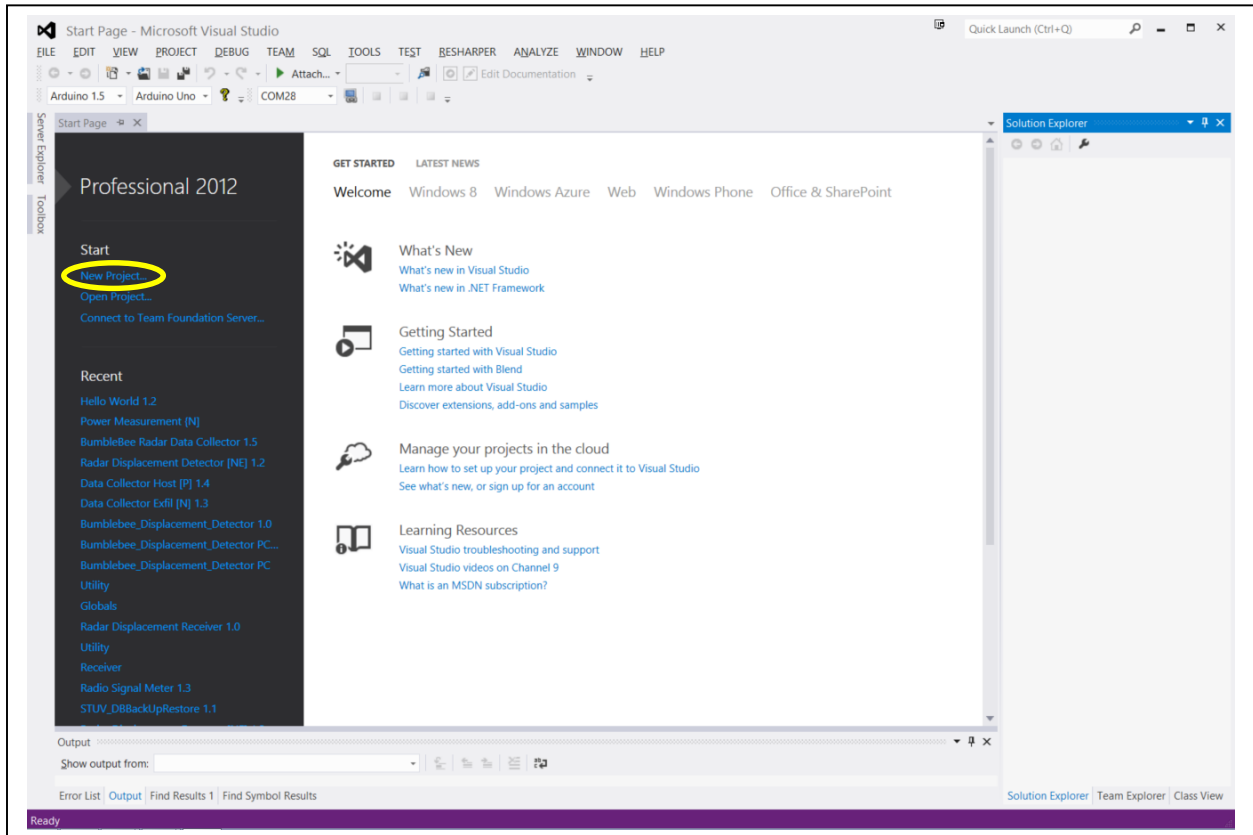 Start Page - Microsoft Visual Studio
Quick Launch (Ctrl+Q)
FILE EDIT VIEW PROJECT DEBUG TEAM SQL TOOLS TEST RESHARPER ANALYZE WINDOW HELP
Attach... Edit Documentation
Arduino 1.5 Arduino Uno COM28
Server Explorer
Toolbox
Start Page
Professional 2012
Start
New Project...
Open Project...
Connect to Team Foundation Server...
Recent
Hello World 1.2
Power Measurement [N]
BumbleBee Radar Data Collector 1.5
Radar Displacement Detector [NE] 1.2
Data Collector Host [P] 1.4
Data Collector Exfil [N] 1.3
Bumblebee_Displacement_Detector 1.0
Bumblebee_Displacement_Detector PC...
Bumblebee_Displacement_Detector PC
Utility
Globals
Radar Displacement Receiver 1.0
Utility
Receiver
Radio Signal Meter 1.3
STUV_DBBackUpRestore 1.1
GET STARTED LATEST NEWS
Welcome Windows 8 Windows Azure Web Windows Phone Office & SharePoint
What's New
What's new in Visual Studio
What's new in .NET Framework
Getting Started
Getting started with Visual Studio
Getting started with Blend
Learn more about Visual Studio
Discover extensions, add-ons and samples
Manage your projects in the cloud
Learn how to set up your project and connect it to Visual Studio
See what's new, or sign up for an account
Learning Resources
Visual Studio troubleshooting and support
Visual Studio videos on Channel 9
What is an MSDN subscription?
Solution Explorer
Output
Show output from:
Error List Output Find Results 1 Find Symbol Results
Solution Explorer Team Explorer Class View
Ready